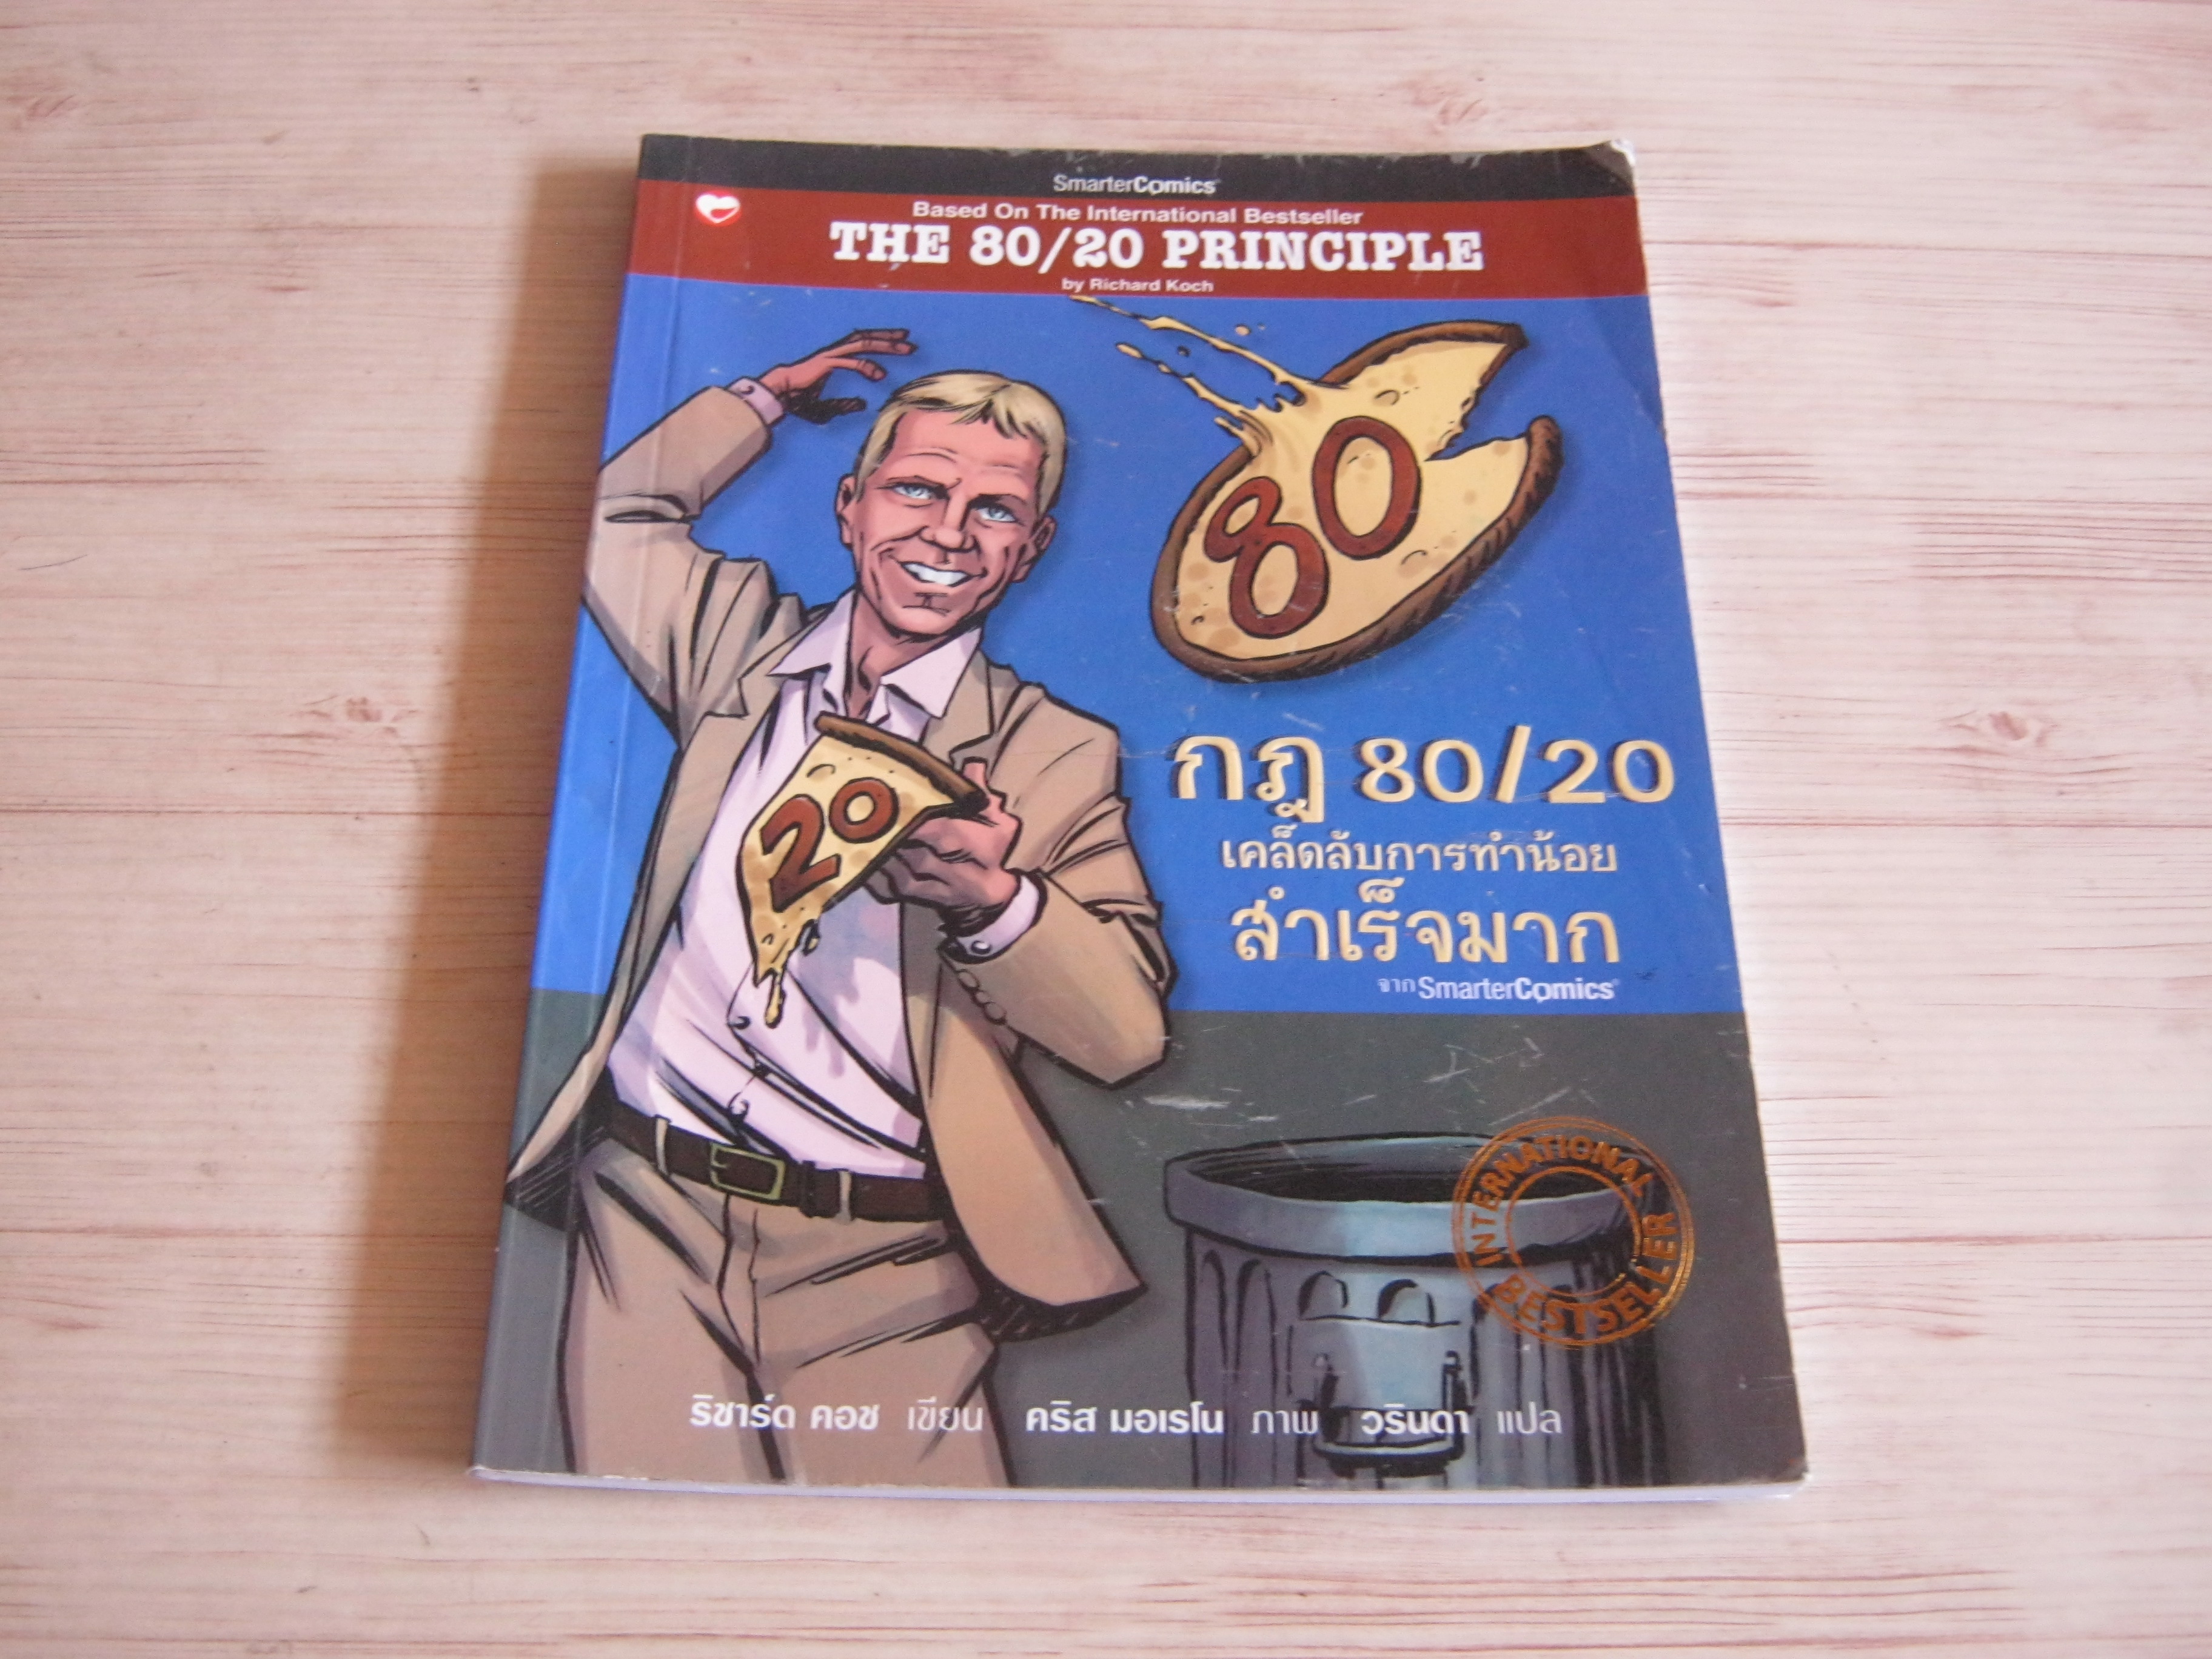 SmarterComics
Based On The International Bestseller
THE 80/20 PRINCIPLE
by Richard Koch
80
20
กฎ 80/20
เคล็ดลับการทำน้อย
สำเร็จมาก
จาก SmarterComics®
INTERNATIONAL BESTSELLER
ริชาร์ด คอช เขียน คริส มอเรโน ภาพ วรินดา แปล